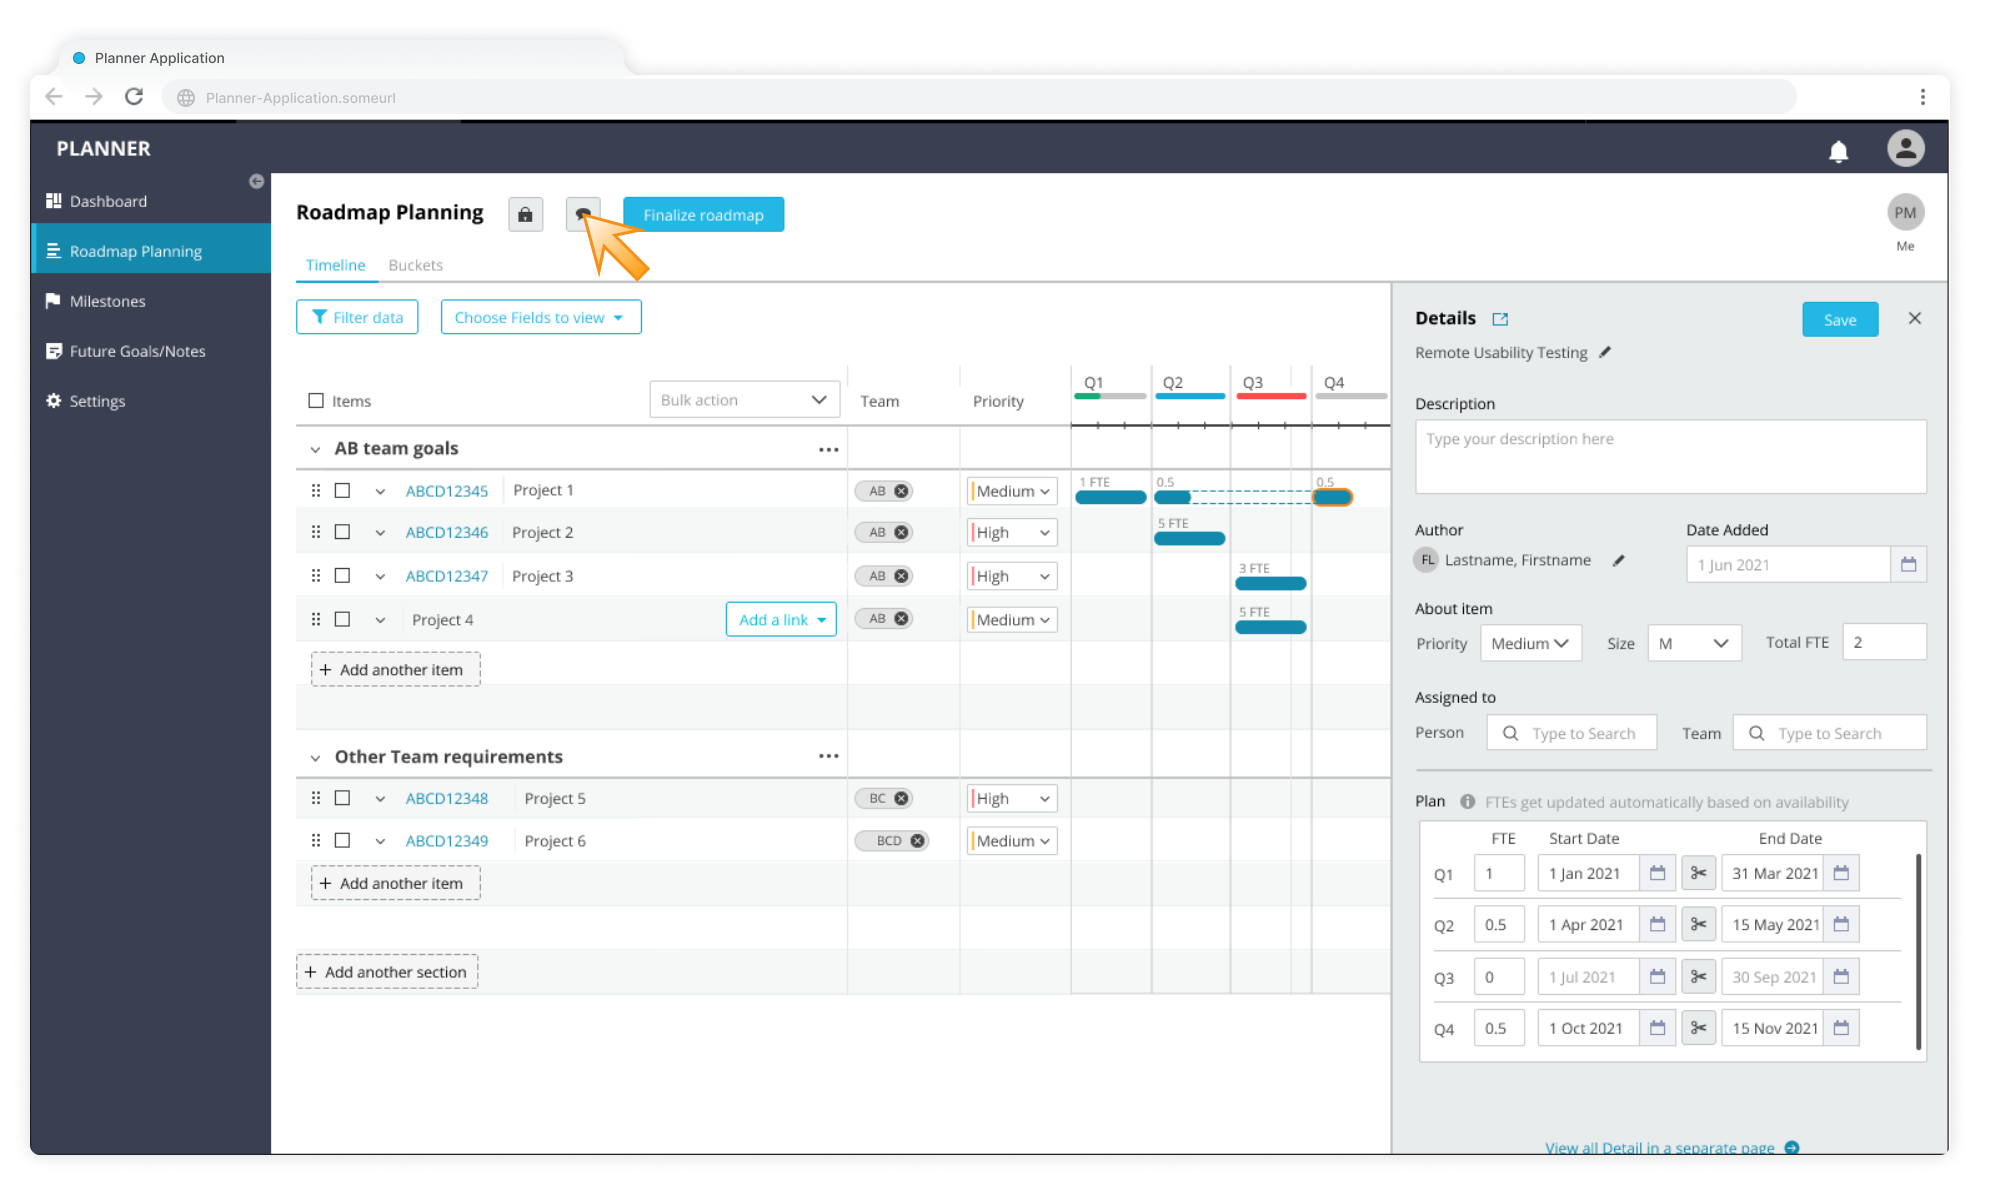 Planner Application
Planner-Application.someurl
PLANNER
Dashboard
Roadmap Planning
Milestones
Future Goals/Notes
Settings
Roadmap Planning
Finalize roadmap
PM
Me
Timeline
Buckets
Filter data
Choose Fields to view
Items
Bulk action
Team
Priority
Q1
Q2
Q3
Q4
AB team goals
ABCD12345
Project 1
AB
Medium
1 FTE
0.5
0.5
ABCD12346
Project 2
AB
High
5 FTE
ABCD12347
Project 3
AB
High
3 FTE
Project 4
Add a link
AB
Medium
5 FTE
+ Add another item
Other Team requirements
ABCD12348
Project 5
BC
High
ABCD12349
Project 6
BCD
Medium
+ Add another item
+ Add another section
Details
Save
Remote Usability Testing
Description
Type your description here
Author
Date Added
FL
Lastname, Firstname
1 Jun 2021
About item
Priority
Medium
Size
M
Total FTE
2
Assigned to
Person
Type to Search
Team
Type to Search
Plan
FTEs get updated automatically based on availability
FTE
Start Date
End Date
Q1
1
1 Jan 2021
31 Mar 2021
Q2
0.5
1 Apr 2021
15 May 2021
Q3
0
1 Jul 2021
30 Sep 2021
Q4
0.5
1 Oct 2021
15 Nov 2021
View all Detail in a separate page